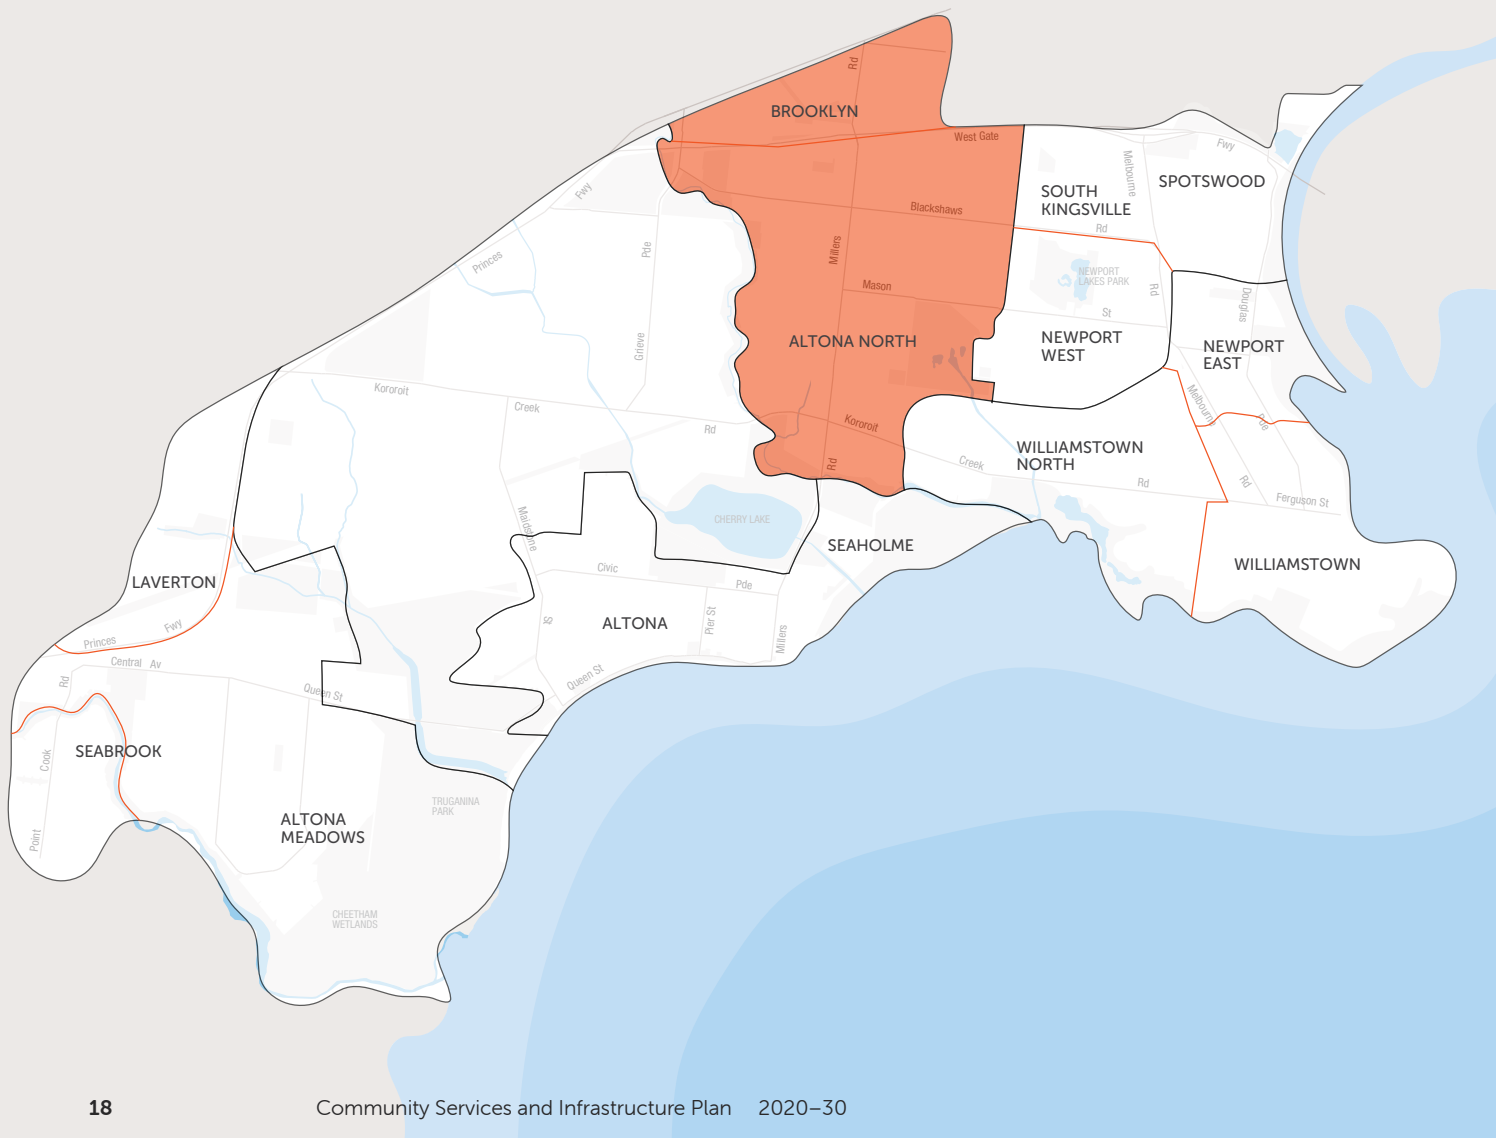 Rd
BROOKLYN
West Gate
Fwy
Melbourne
SPOTSWOOD
SOUTH
KINGSVILLE
Fwy
Blackshaws
Rd
Pde
Millers
Princes
NEWPORT
LAKES PARK
Rd
Mason
St
Douglas
Grieve
ALTONA NORTH
NEWPORT
WEST
NEWPORT
EAST
Kororoit
Creek
Rd
Kororoit
Melbourne
Pde
WILLIAMSTOWN
NORTH
Creek
Rd
Rd
Rd
Ferguson St
Maidstone
CHERRY LAKE
SEAHOLME
WILLIAMSTOWN
LAVERTON
Civic
Pde
St
ALTONA
Pier St
Millers
Princes
Fwy
Central Av
Rd
Queen St
Queen St
SEABROOK
Cook
Point
ALTONA
MEADOWS
TRUGANINA
PARK
CHEETHAM
WETLANDS
18
Community Services and Infrastructure Plan 2020–30